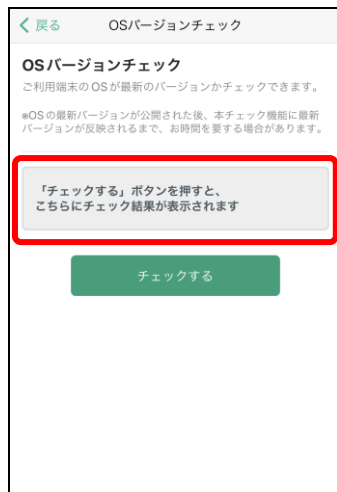 戻る OSバージョンチェック
OSバージョンチェック
ご利用端末のOSが最新のバージョンかチェックできます。
※OSの最新バージョンが公開された後、本チェック機能に最新
バージョンが反映されるまで、お時間を要する場合があります。
「チェックする」ボタンを押すと、
こちらにチェック結果が表示されます
チェックする